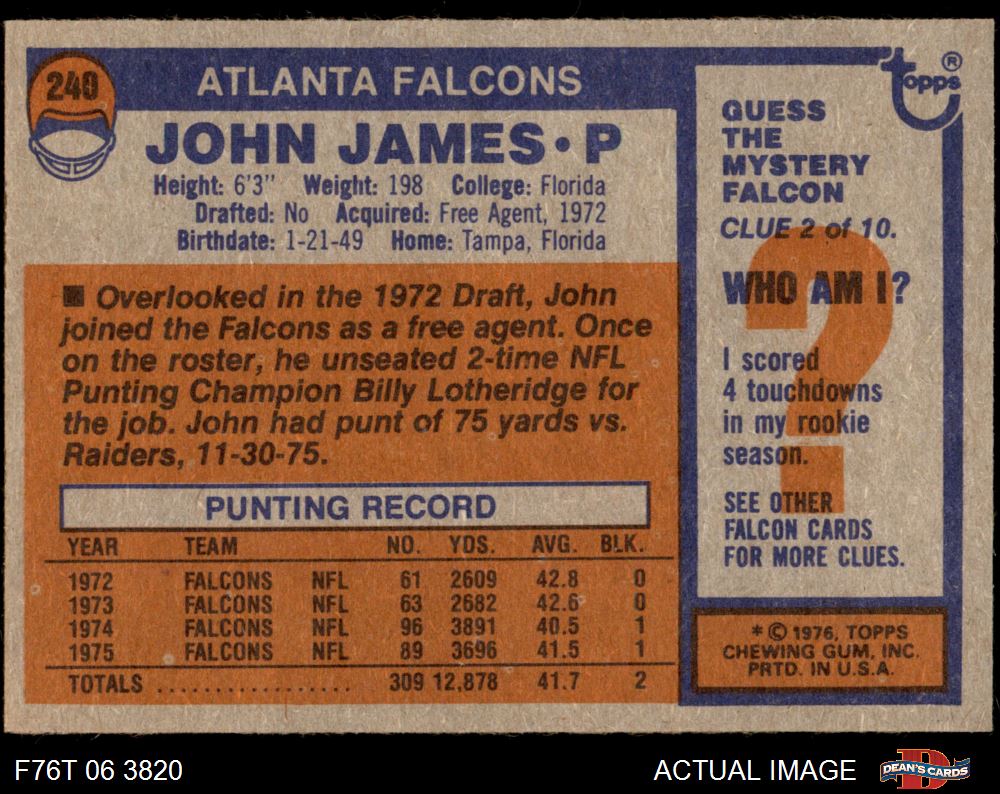 240
ATLANTA FALCONS
JOHN JAMES • P
Height: 6'3" Weight: 198 College: Florida
Drafted: No Acquired: Free Agent, 1972
Birthdate: 1-21-49 Home: Tampa, Florida
■ Overlooked in the 1972 Draft, John
joined the Falcons as a free agent. Once
on the roster, he unseated 2-time NFL
Punting Champion Billy Lotheridge for
the job. John had punt of 75 yards vs.
Raiders, 11-30-75.
PUNTING RECORD
YEAR TEAM NO. YDS. AVG. BLK.
1972 FALCONS NFL 61 2609 42.8 0
1973 FALCONS NFL 63 2682 42.6 0
1974 FALCONS NFL 96 3891 40.5 1
1975 FALCONS NFL 89 3696 41.5 1
TOTALS .................. 309 12,878 41.7 2
Topps ®
GUESS
THE
MYSTERY
FALCON
CLUE 2 of 10.
?
WHO AM I?
I scored
4 touchdowns
in my rookie
season.
SEE OTHER
FALCON CARDS
FOR MORE CLUES.
* © 1976, TOPPS
CHEWING GUM, INC.
PRTD. IN U.S.A.
F76T 06 3820
ACTUAL IMAGE
DEAN'S CARDS